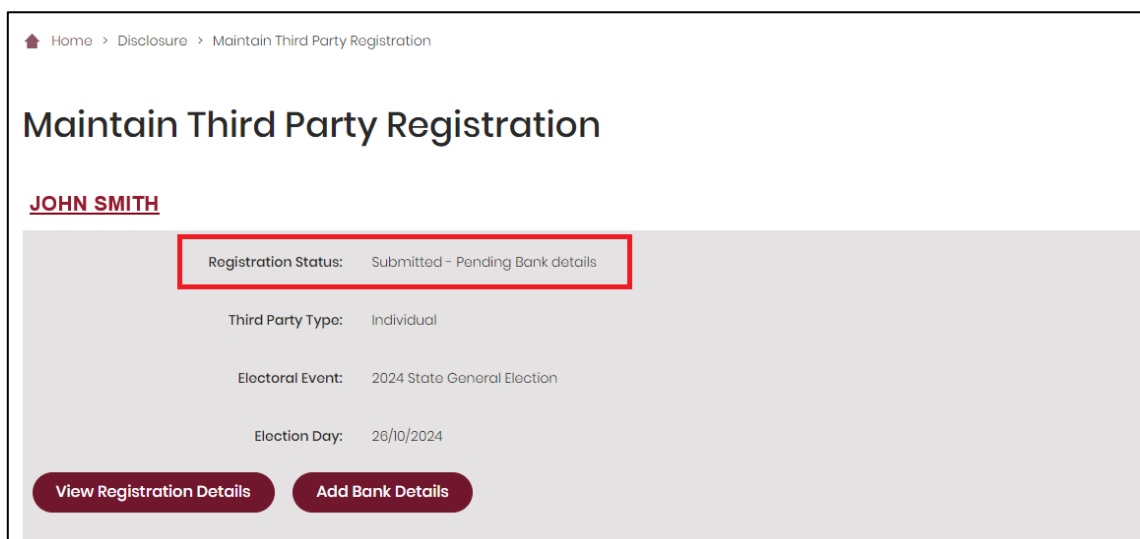 Home > Disclosure > Maintain Third Party Registration
Maintain Third Party Registration
JOHN SMITH
Registration Status: Submitted - Pending Bank details
Third Party Type: Individual
Electoral Event: 2024 State General Election
Election Day: 26/10/2024
View Registration Details Add Bank Details